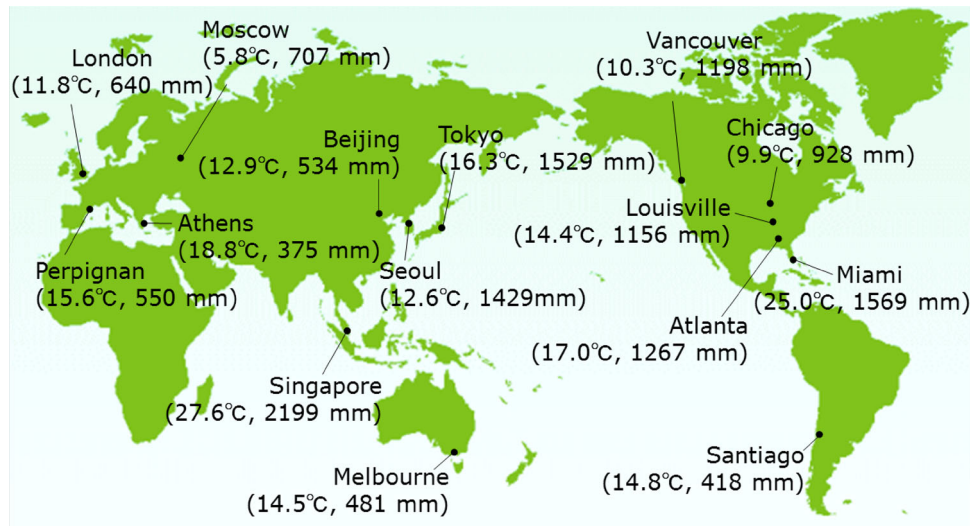 Moscow
(5.8℃, 707 mm)
London
(11.8℃, 640 mm)
Vancouver
(10.3℃, 1198 mm)
Beijing
(12.9℃, 534 mm)
Tokyo
(16.3℃, 1529 mm)
Chicago
(9.9℃, 928 mm)
Louisville
(14.4℃, 1156 mm)
Athens
(18.8℃, 375 mm)
Perpignan
(15.6℃, 550 mm)
Seoul
(12.6℃, 1429mm)
Miami
(25.0℃, 1569 mm)
Atlanta
(17.0℃, 1267 mm)
Singapore
(27.6℃, 2199 mm)
Melbourne
(14.5℃, 481 mm)
Santiago
(14.8℃, 418 mm)